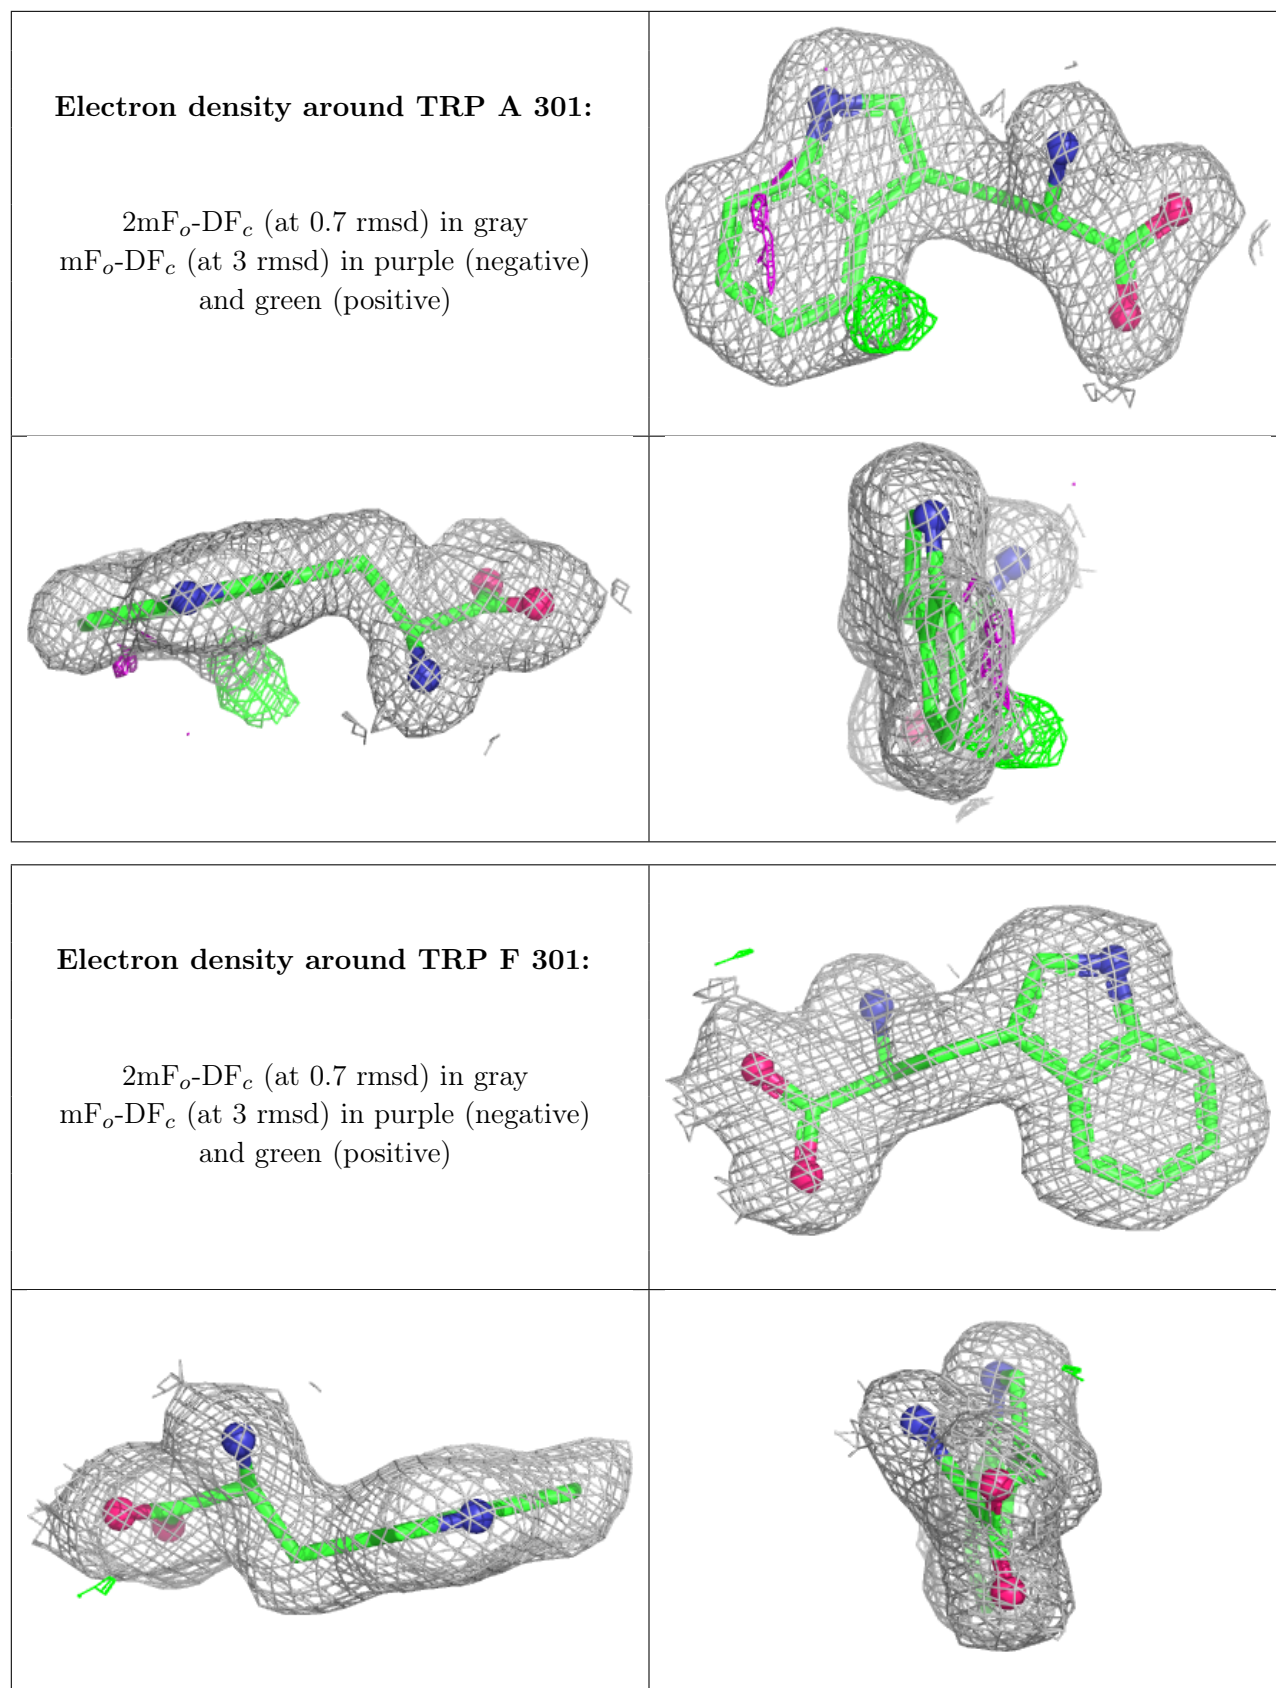 Electron density around TRP A 301:
2mFo-DFc (at 0.7 rmsd) in gray
mFo-DFc (at 3 rmsd) in purple (negative)
and green (positive)
Electron density around TRP F 301:
2mFo-DFc (at 0.7 rmsd) in gray
mFo-DFc (at 3 rmsd) in purple (negative)
and green (positive)